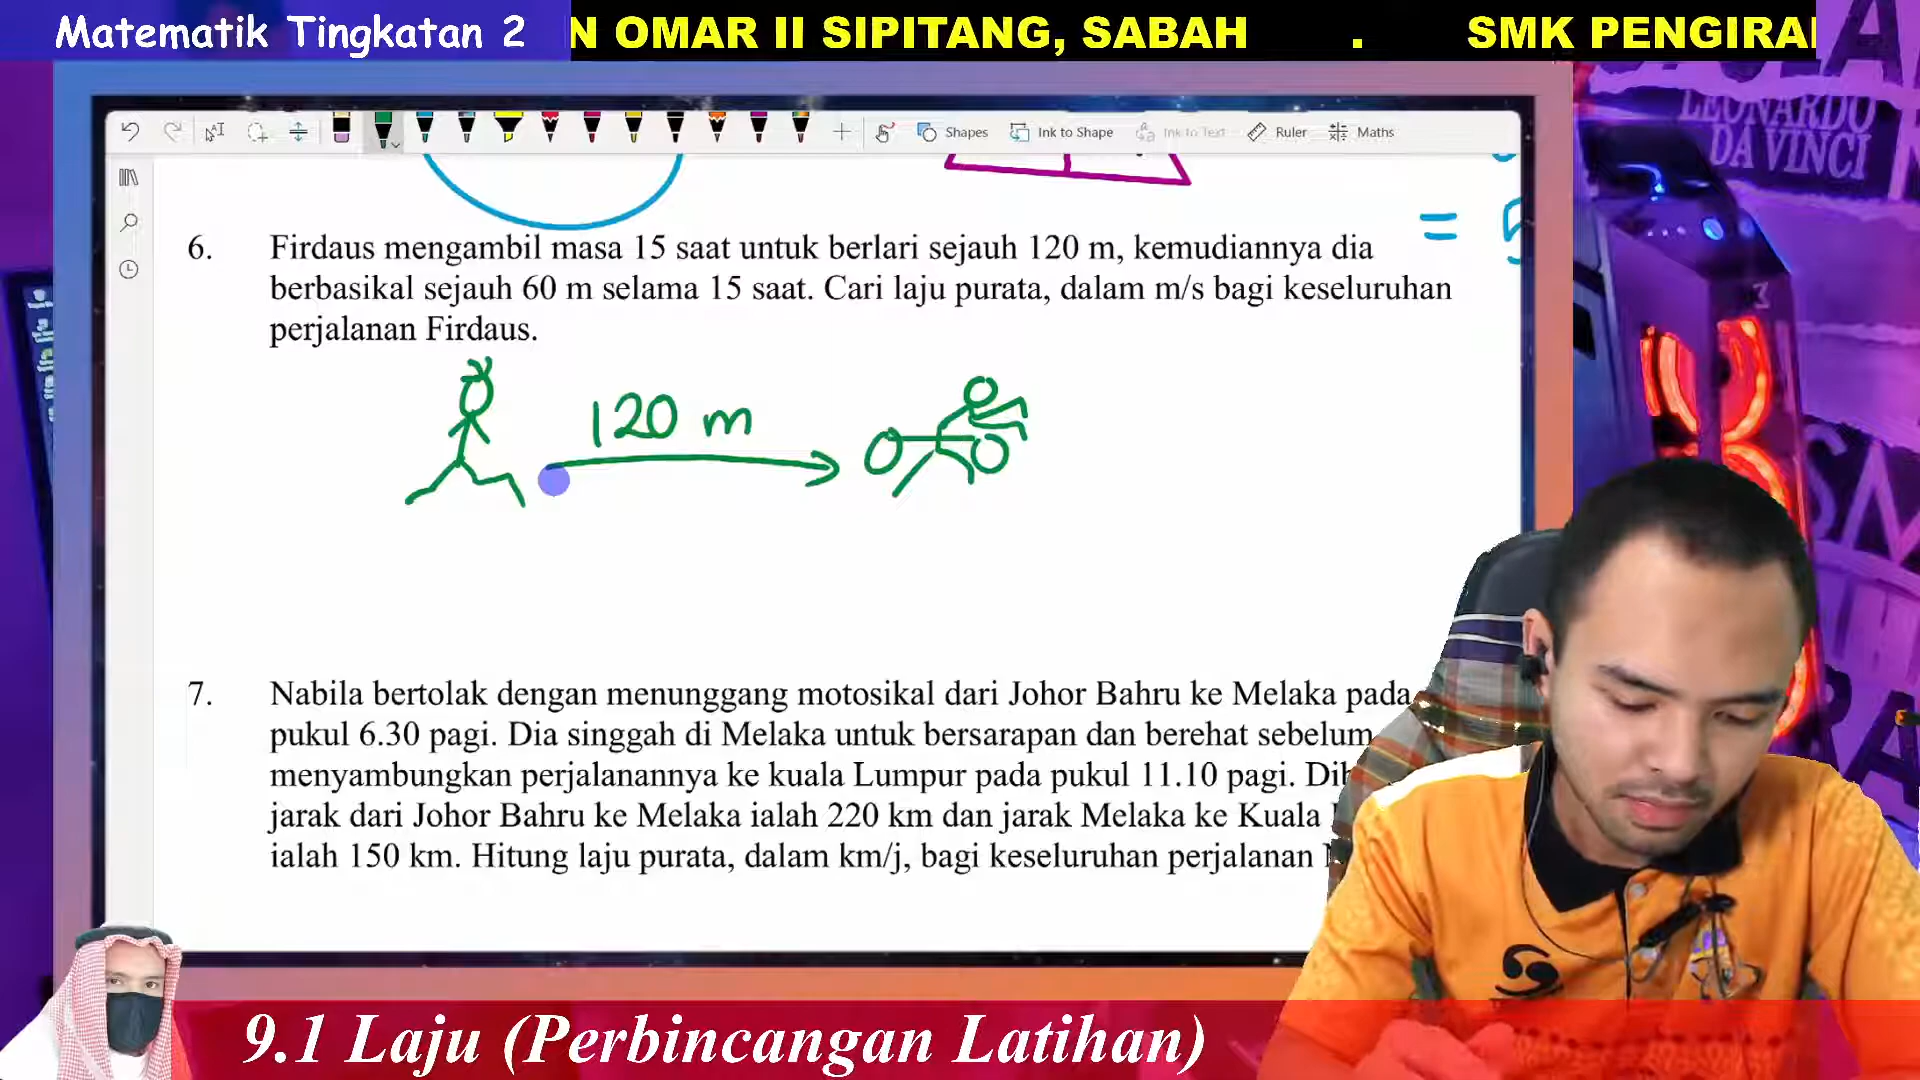 Matematik Tingkatan 2
N OMAR II SIPITANG, SABAH . SMK PENGIRA
LEONARDO
DA VINCI
Shapes Ink to Shape Ink to Text Ruler Maths
= 5
6. Firdaus mengambil masa 15 saat untuk berlari sejauh 120 m, kemudiannya dia
berbasikal sejauh 60 m selama 15 saat. Cari laju purata, dalam m/s bagi keseluruhan
perjalanan Firdaus.
120 m
7. Nabila bertolak dengan menunggang motosikal dari Johor Bahru ke Melaka pada
pukul 6.30 pagi. Dia singgah di Melaka untuk bersarapan dan berehat sebelum
menyambungkan perjalanannya ke kuala Lumpur pada pukul 11.10 pagi.
jarak dari Johor Bahru ke Melaka ialah 220 km dan jarak Melaka ke Kuala
ialah 150 km. Hitung laju purata, dalam km/j, bagi keseluruhan perjalanan
9.1 Laju (Perbincangan Latihan)